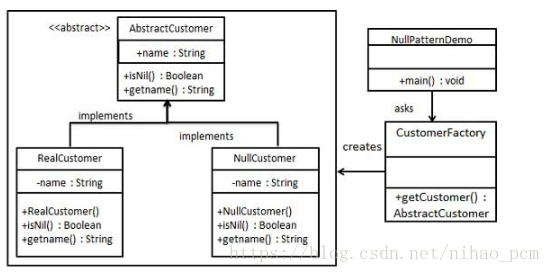 <<abstract>>
AbstractCustomer
+name : String
+isNil() : Boolean
+getname() : String
implements
implements
RealCustomer
-name : String
+RealCustomer()
+isNil() : Boolean
+getname() : String
NullCustomer
-name : String
+NullCustomer()
+isNil() : Boolean
+getname() : String
NullPatternDemo
+main() : void
asks
creates
CustomerFactory
+getCustomer() :
AbstractCustomer
https://blog.csdn.net/nihao_pcm